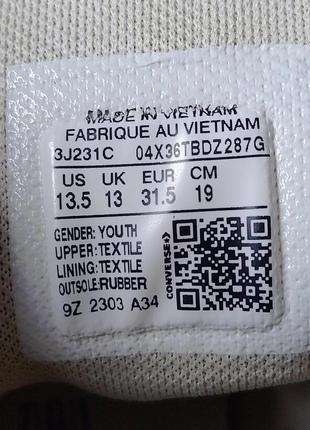 MADE IN VIETNAM
FABRIQUE AU VIETNAM
3J231C 04X36TBDZ287G
US UK EUR CM
13.5 13 31.5 19
GENDER: YOUTH
UPPER: TEXTILE
LINING: TEXTILE
OUTSOLE: RUBBER
9Z 2303 A34
CONVERSE